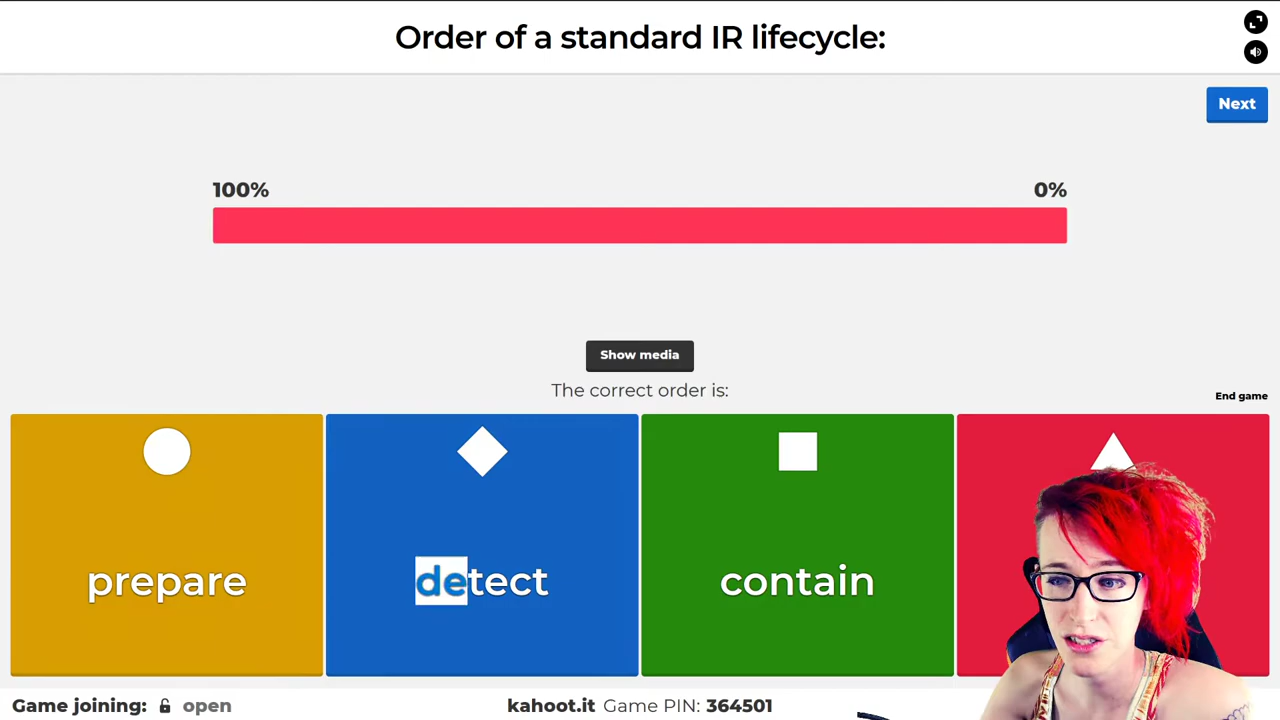 Order of a standard IR lifecycle:
Next
100% 0%
Show media
The correct order is:
End game
prepare detect contain
Game joining: open kahoot.it Game PIN: 364501